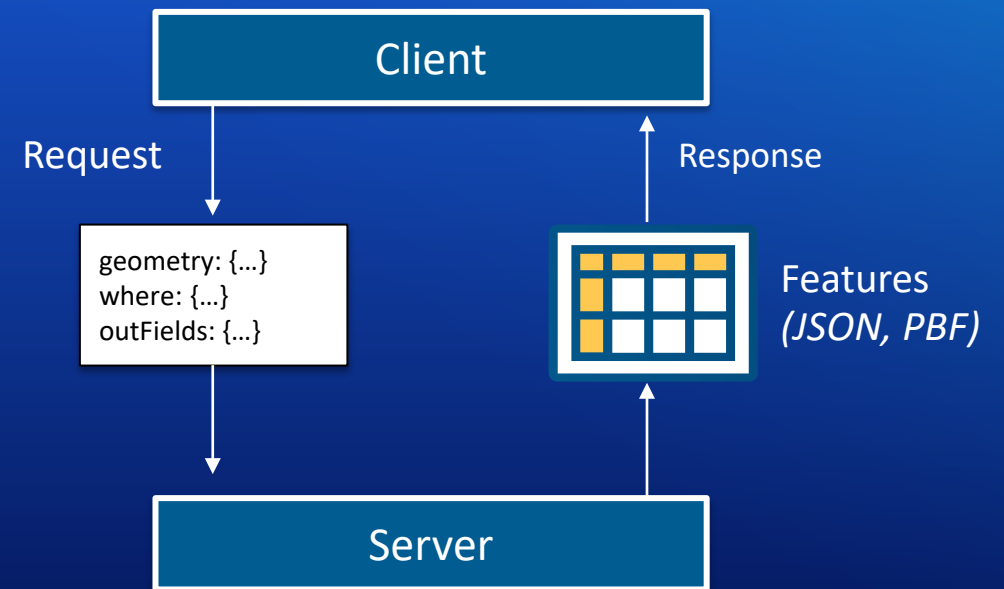 Client
Request
Response
geometry: {…}
where: {…}
outFields: {…}
Features
(JSON, PBF)
Server